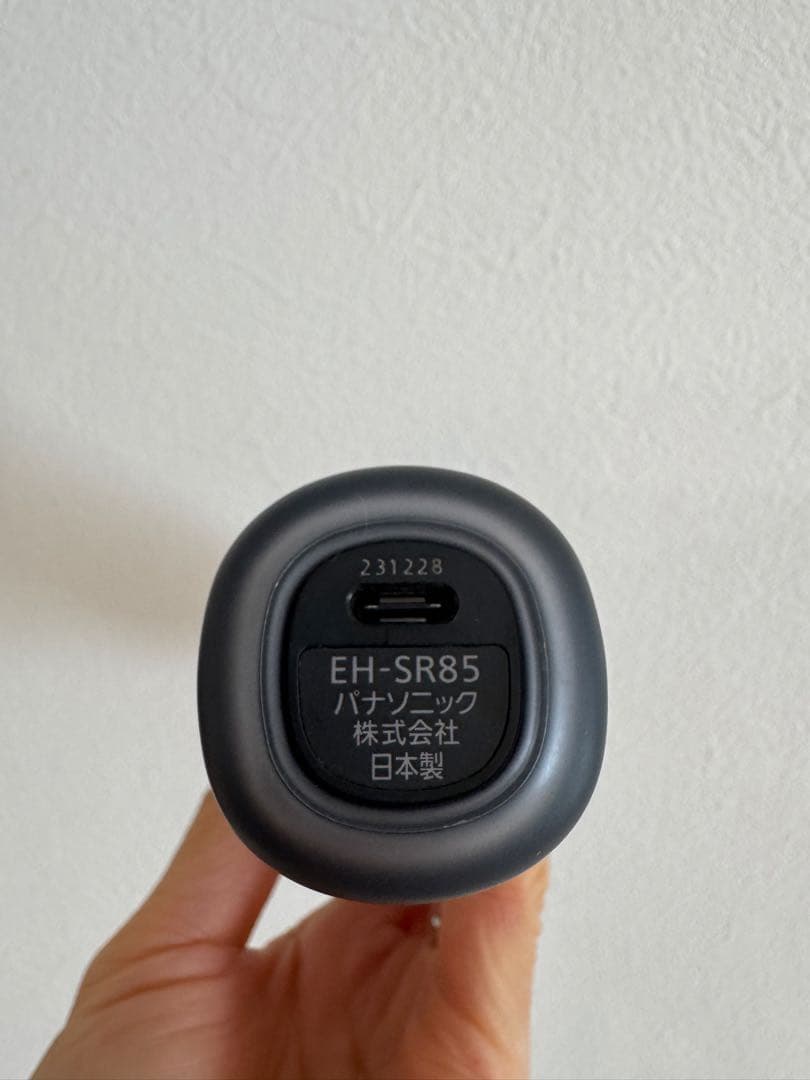 231228
EH-SR85
パナソニック
株式会社
日本製